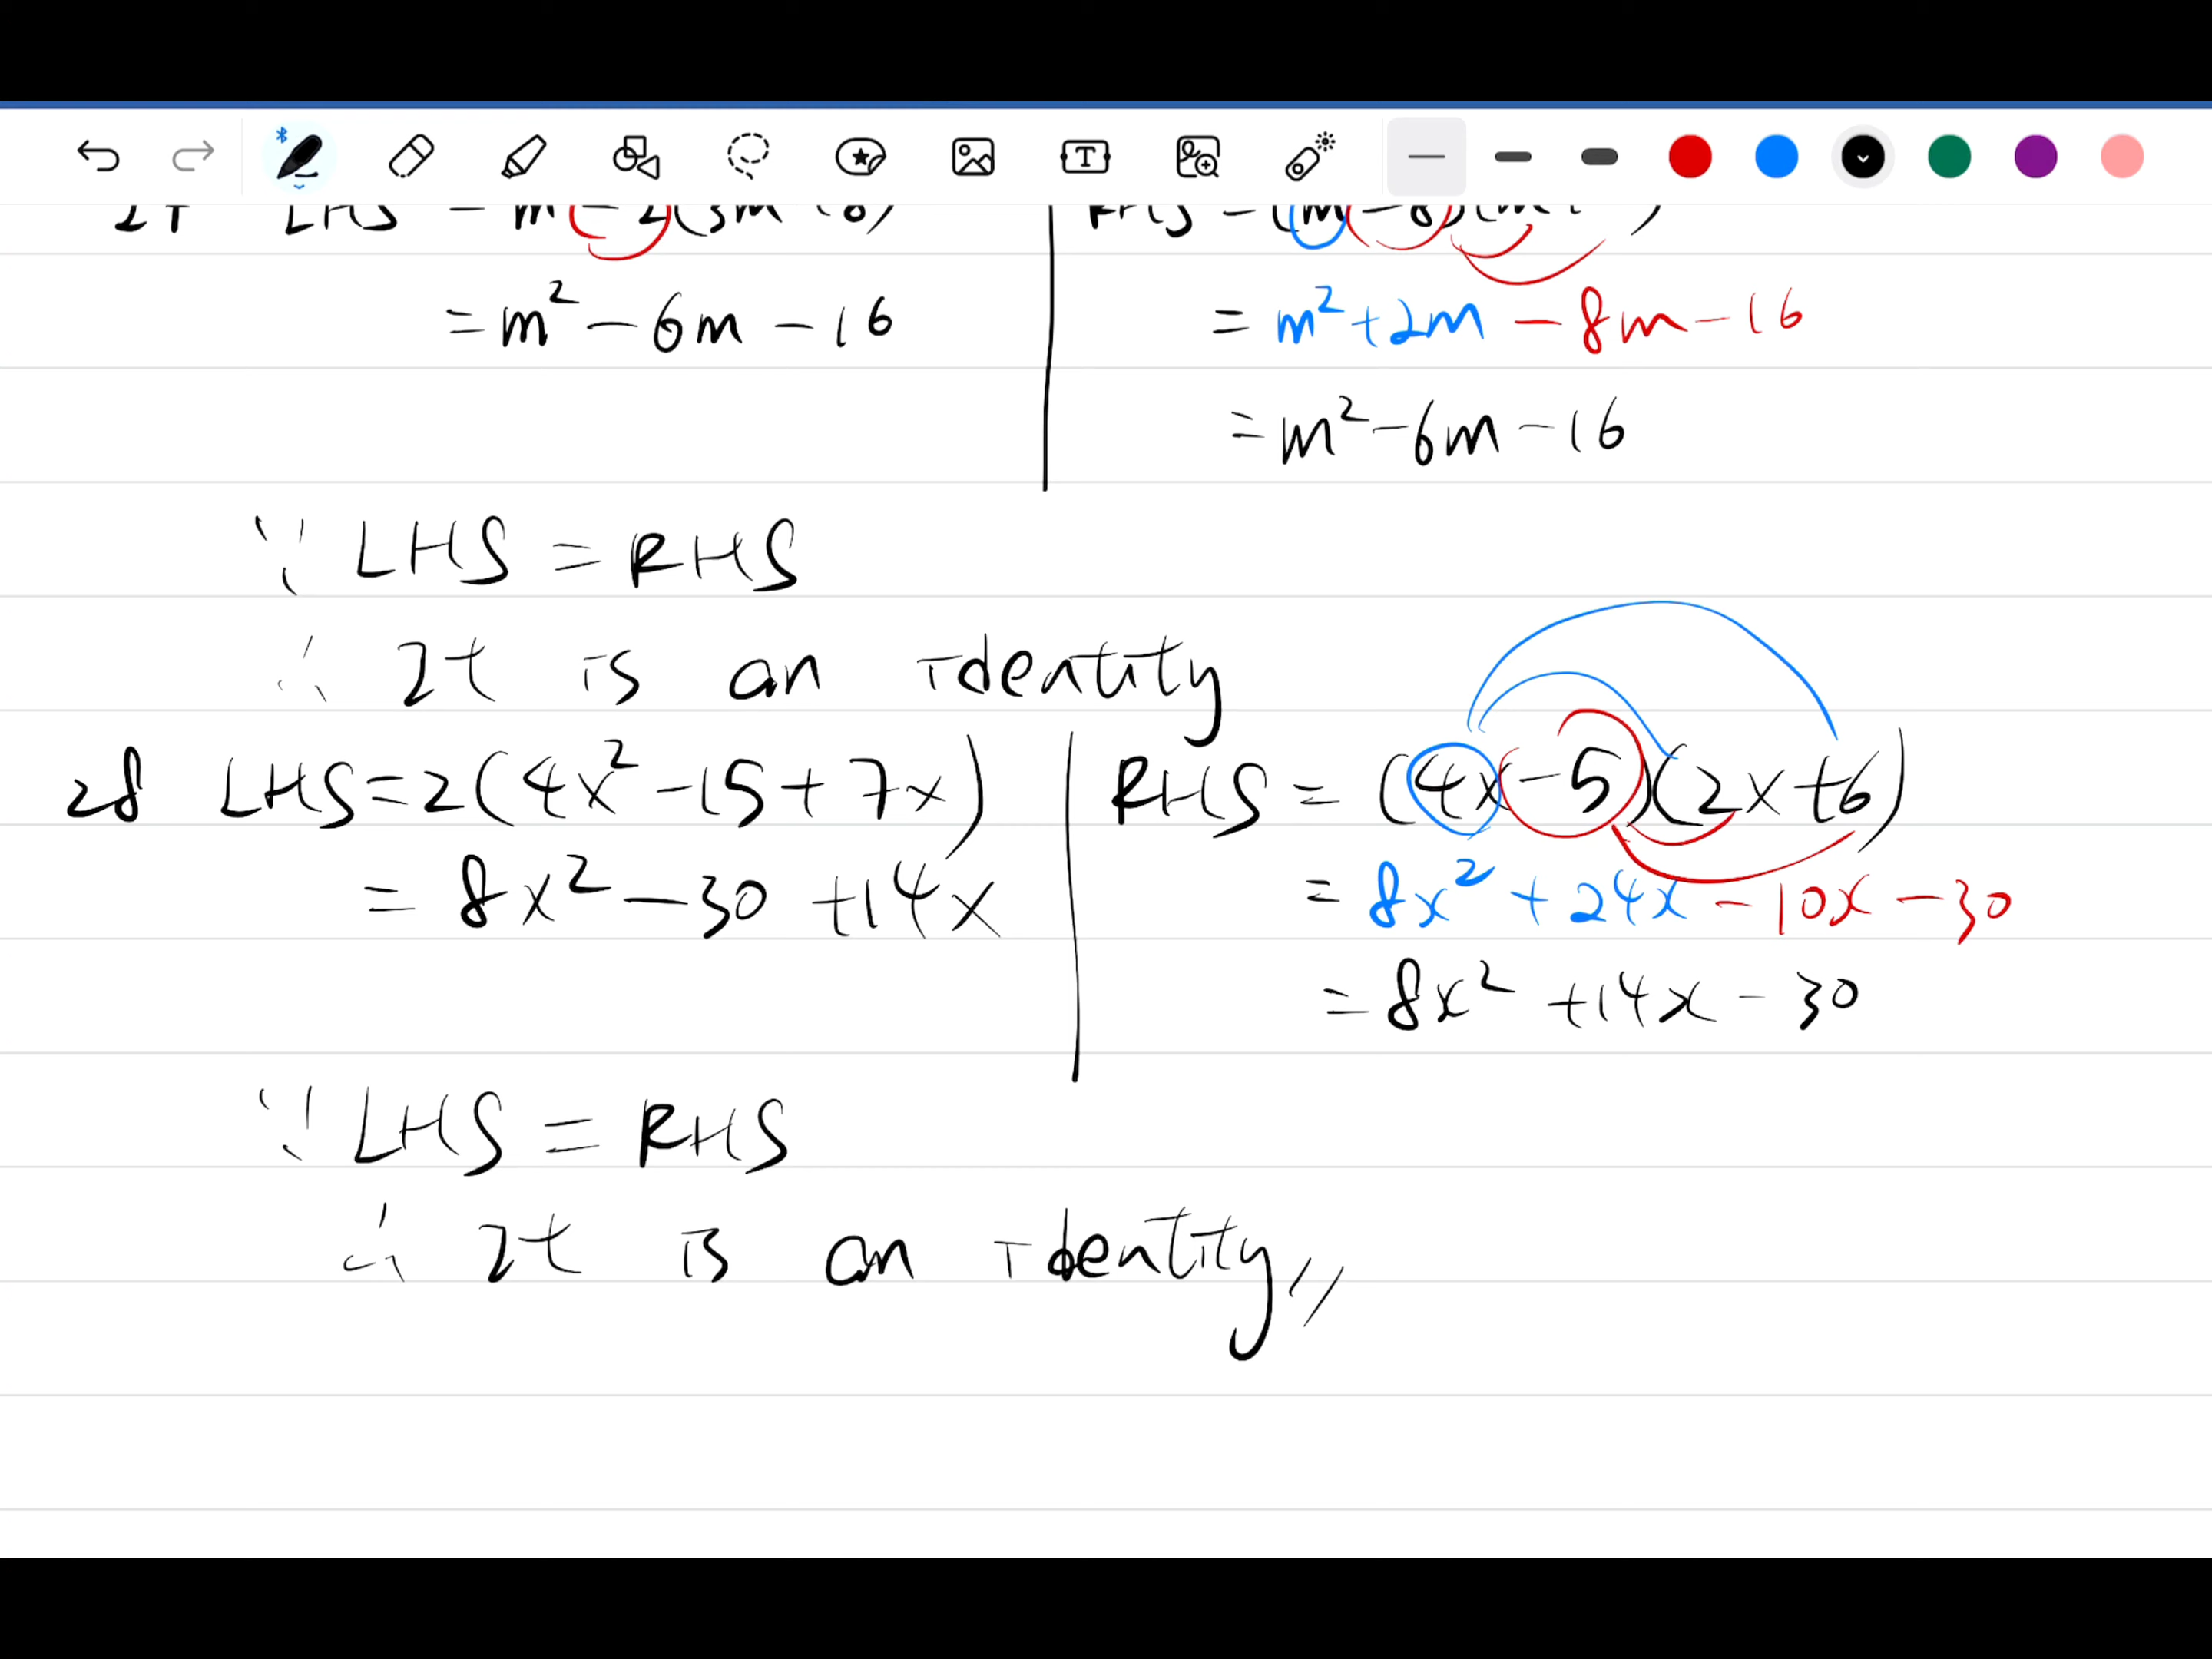 = m² - 6m - 16
= m² + 2m - 8m - 16
= m² - 6m - 16
∵ LHS = RHS
∴ It is an identity
28 LHS = 2(4x² - 15 + 7x)
= 8x² - 30 + 14x
RHS = (4x - 5)(2x + 6)
= 8x² + 24x - 10x - 30
= 8x² + 14x - 30
∵ LHS = RHS
∴ It is an identity //